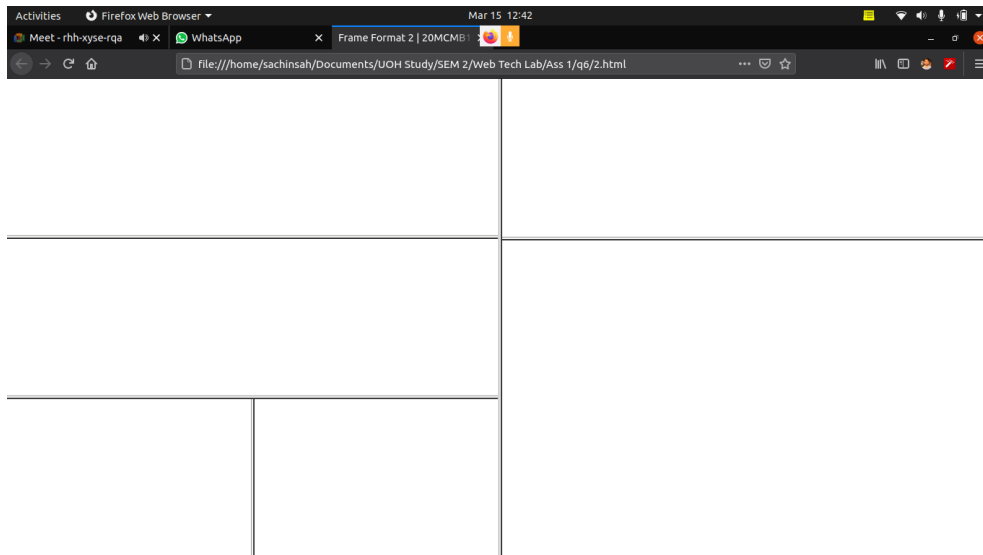 Activities Firefox Web Browser Mar 15 12:42
Meet - rhh-xyse-rqa WhatsApp Frame Format 2 | 20MCMB1
file:///home/sachinsah/Documents/UOH Study/SEM 2/Web Tech Lab/Ass 1/q6/2.html